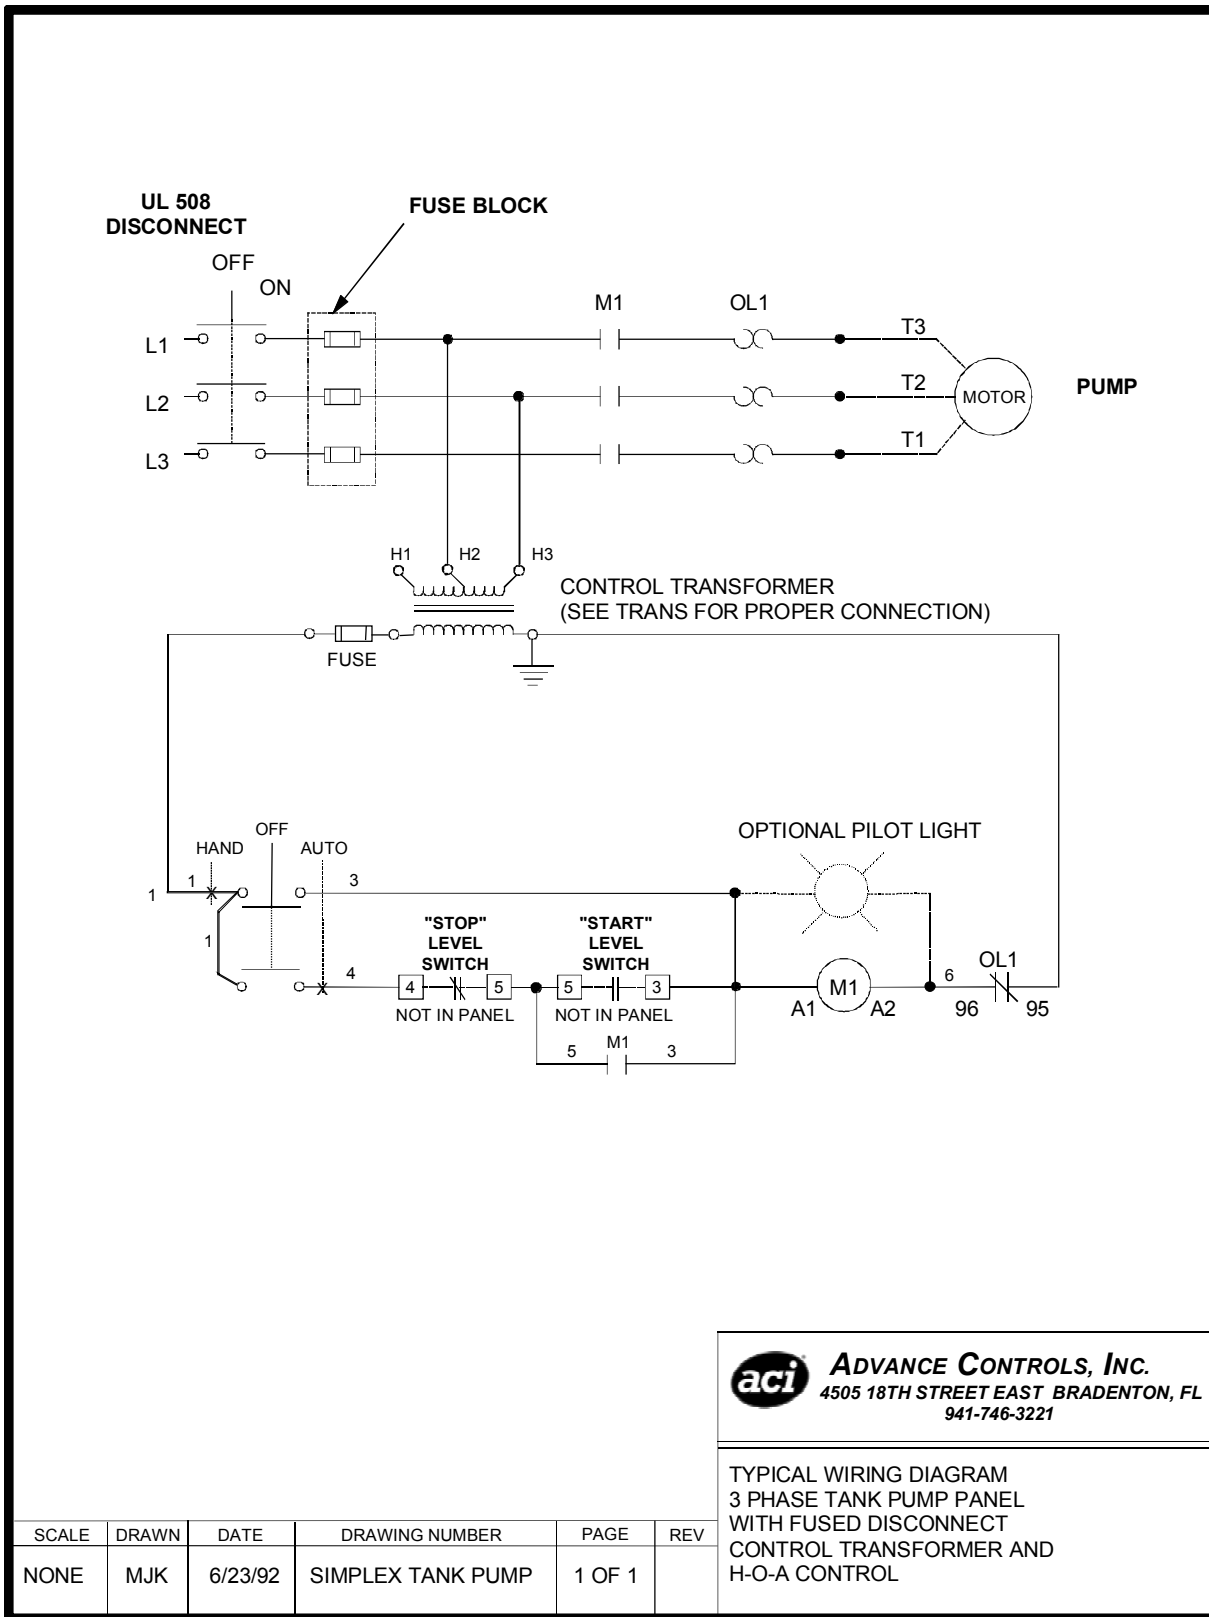 UL 508
DISCONNECT
FUSE BLOCK
OFF
ON
M1
OL1
L1
T3
L2
T2
MOTOR
PUMP
L3
T1
H1
H2
H3
CONTROL TRANSFORMER
(SEE TRANS FOR PROPER CONNECTION)
FUSE
OFF
HAND
AUTO
OPTIONAL PILOT LIGHT
1
1
3
1
"STOP"
LEVEL
SWITCH
"START"
LEVEL
SWITCH
4
4
5
5
3
NOT IN PANEL
NOT IN PANEL
M1
A1
A2
6
OL1
96
95
5
M1
3
aci
ADVANCE CONTROLS, INC.
4505 18TH STREET EAST BRADENTON, FL
941-746-3221
TYPICAL WIRING DIAGRAM
3 PHASE TANK PUMP PANEL
WITH FUSED DISCONNECT
CONTROL TRANSFORMER AND
H-O-A CONTROL
SCALE DRAWN DATE DRAWING NUMBER PAGE REV
NONE MJK 6/23/92 SIMPLEX TANK PUMP 1 OF 1